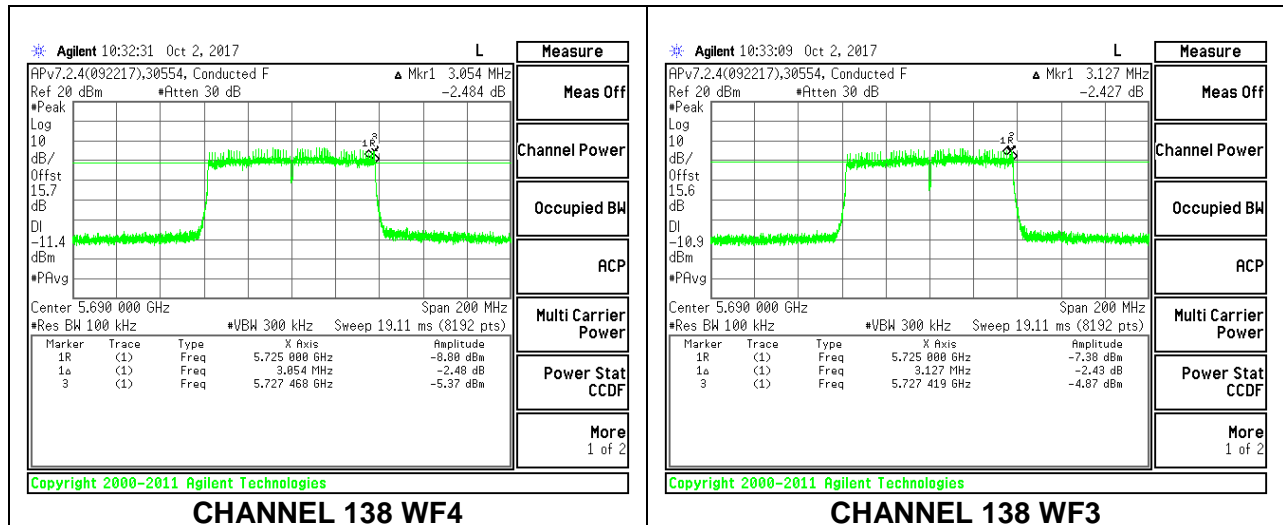 Agilent 10:32:31 Oct 2, 2017 L Measure
APv7.2.4(092217),30554, Conducted F Δ Mkr1 3.054 MHz
Ref 20 dBm #Atten 30 dB -2.484 dB
#Peak
Log
10
dB/
Offst
15.7
dB
DI
-11.4
dBm
#PAvg
1R
3
Center 5.690 000 GHz Span 200 MHz
#Res BW 100 kHz #VBW 300 kHz Sweep 19.11 ms (8192 pts)
Marker Trace Type X Axis Amplitude
1R (1) Freq 5.725 000 GHz -8.80 dBm
1Δ (1) Freq 3.054 MHz -2.48 dB
3 (1) Freq 5.727 468 GHz -5.37 dBm
Meas Off
Channel Power
Occupied BW
ACP
Multi Carrier
Power
Power Stat
CCDF
More
1 of 2
Copyright 2000-2011 Agilent Technologies
CHANNEL 138 WF4
Agilent 10:33:09 Oct 2, 2017 L Measure
APv7.2.4(092217),30554, Conducted F Δ Mkr1 3.127 MHz
Ref 20 dBm #Atten 30 dB -2.427 dB
#Peak
Log
10
dB/
Offst
15.6
dB
DI
-10.9
dBm
#PAvg
1R
3
Center 5.690 000 GHz Span 200 MHz
#Res BW 100 kHz #VBW 300 kHz Sweep 19.11 ms (8192 pts)
Marker Trace Type X Axis Amplitude
1R (1) Freq 5.725 000 GHz -7.38 dBm
1Δ (1) Freq 3.127 MHz -2.43 dB
3 (1) Freq 5.727 419 GHz -4.87 dBm
Meas Off
Channel Power
Occupied BW
ACP
Multi Carrier
Power
Power Stat
CCDF
More
1 of 2
Copyright 2000-2011 Agilent Technologies
CHANNEL 138 WF3